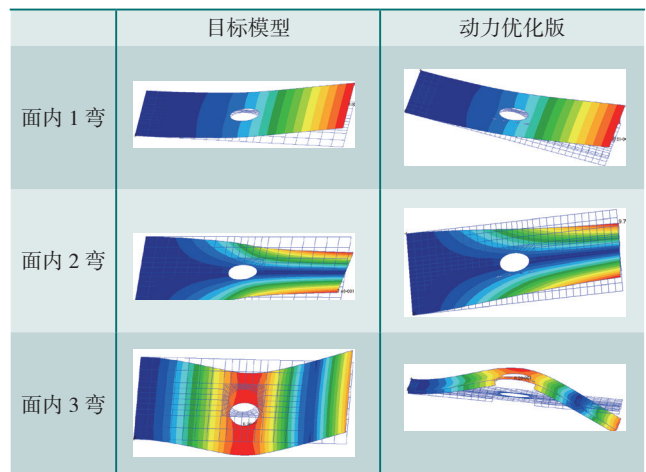 目标模型
动力优化版
面内 1 弯
面内 2 弯
面内 3 弯